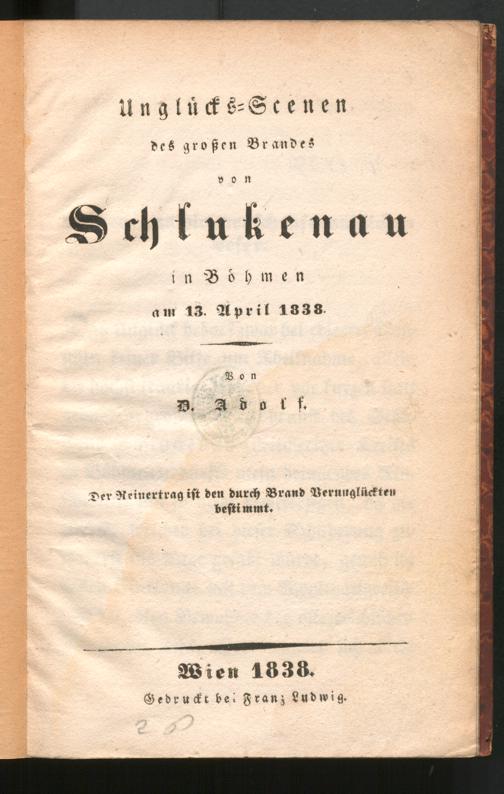 Unglücks=Scenen
des großen Brandes
von
Schlukenau
in Böhmen
am 13. April 1838.
Von
D. Adolf.
Der Reinertrag ist den durch Brand Verunglückten
bestimmt.
Wien 1838.
Gedruckt bei Franz Ludwig.